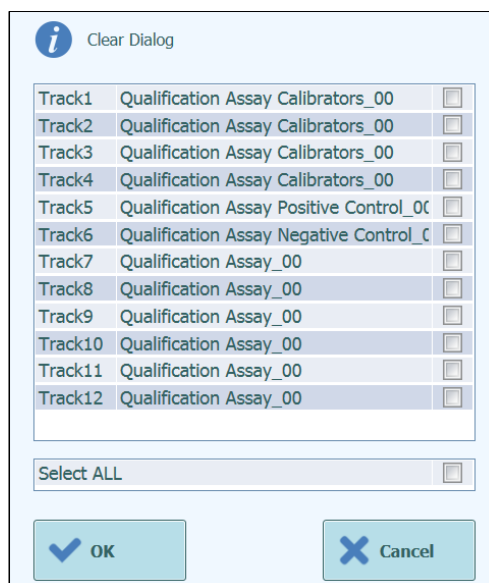 Clear Dialog
Track1 Qualification Assay Calibrators_00
Track2 Qualification Assay Calibrators_00
Track3 Qualification Assay Calibrators_00
Track4 Qualification Assay Calibrators_00
Track5 Qualification Assay Positive Control_00
Track6 Qualification Assay Negative Control_0
Track7 Qualification Assay_00
Track8 Qualification Assay_00
Track9 Qualification Assay_00
Track10 Qualification Assay_00
Track11 Qualification Assay_00
Track12 Qualification Assay_00
Select ALL
OK
Cancel